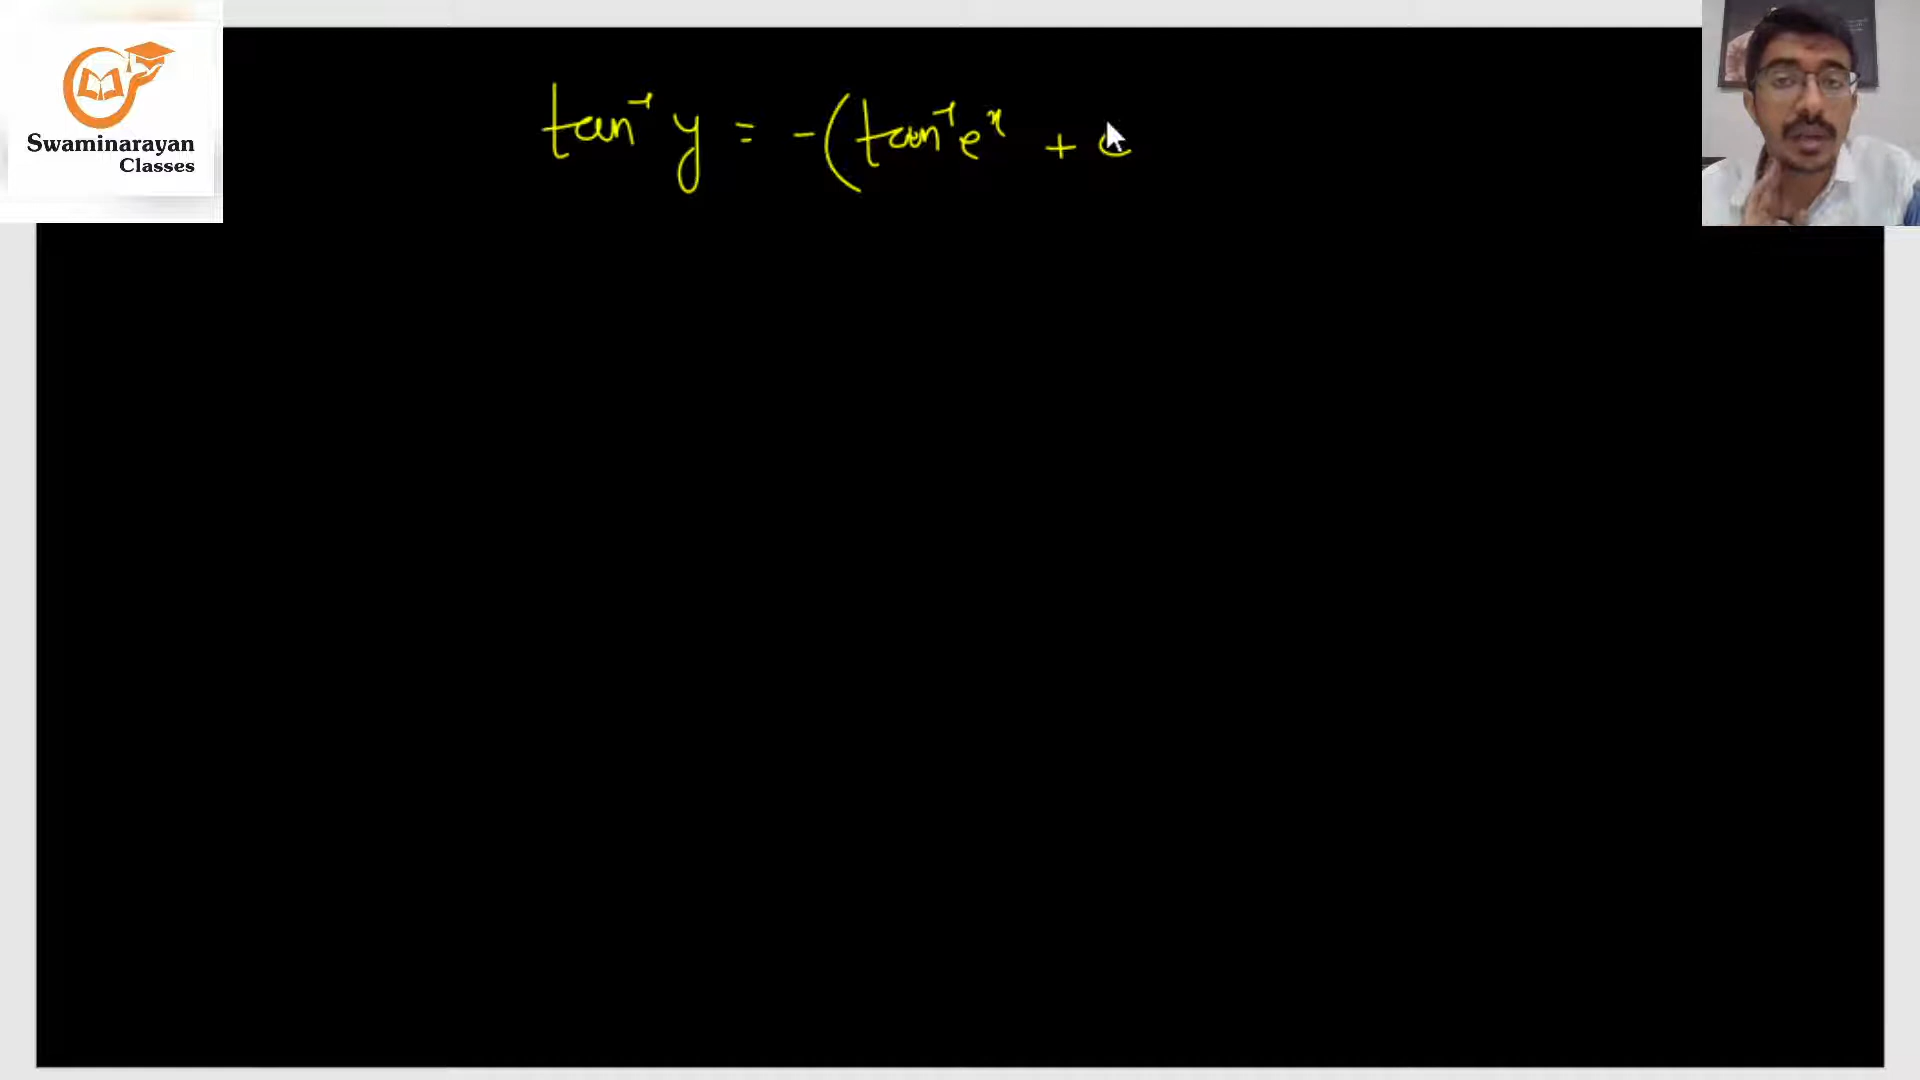 Swaminarayan
Classes
tan⁻¹ y = -(tan⁻¹ eˣ + c